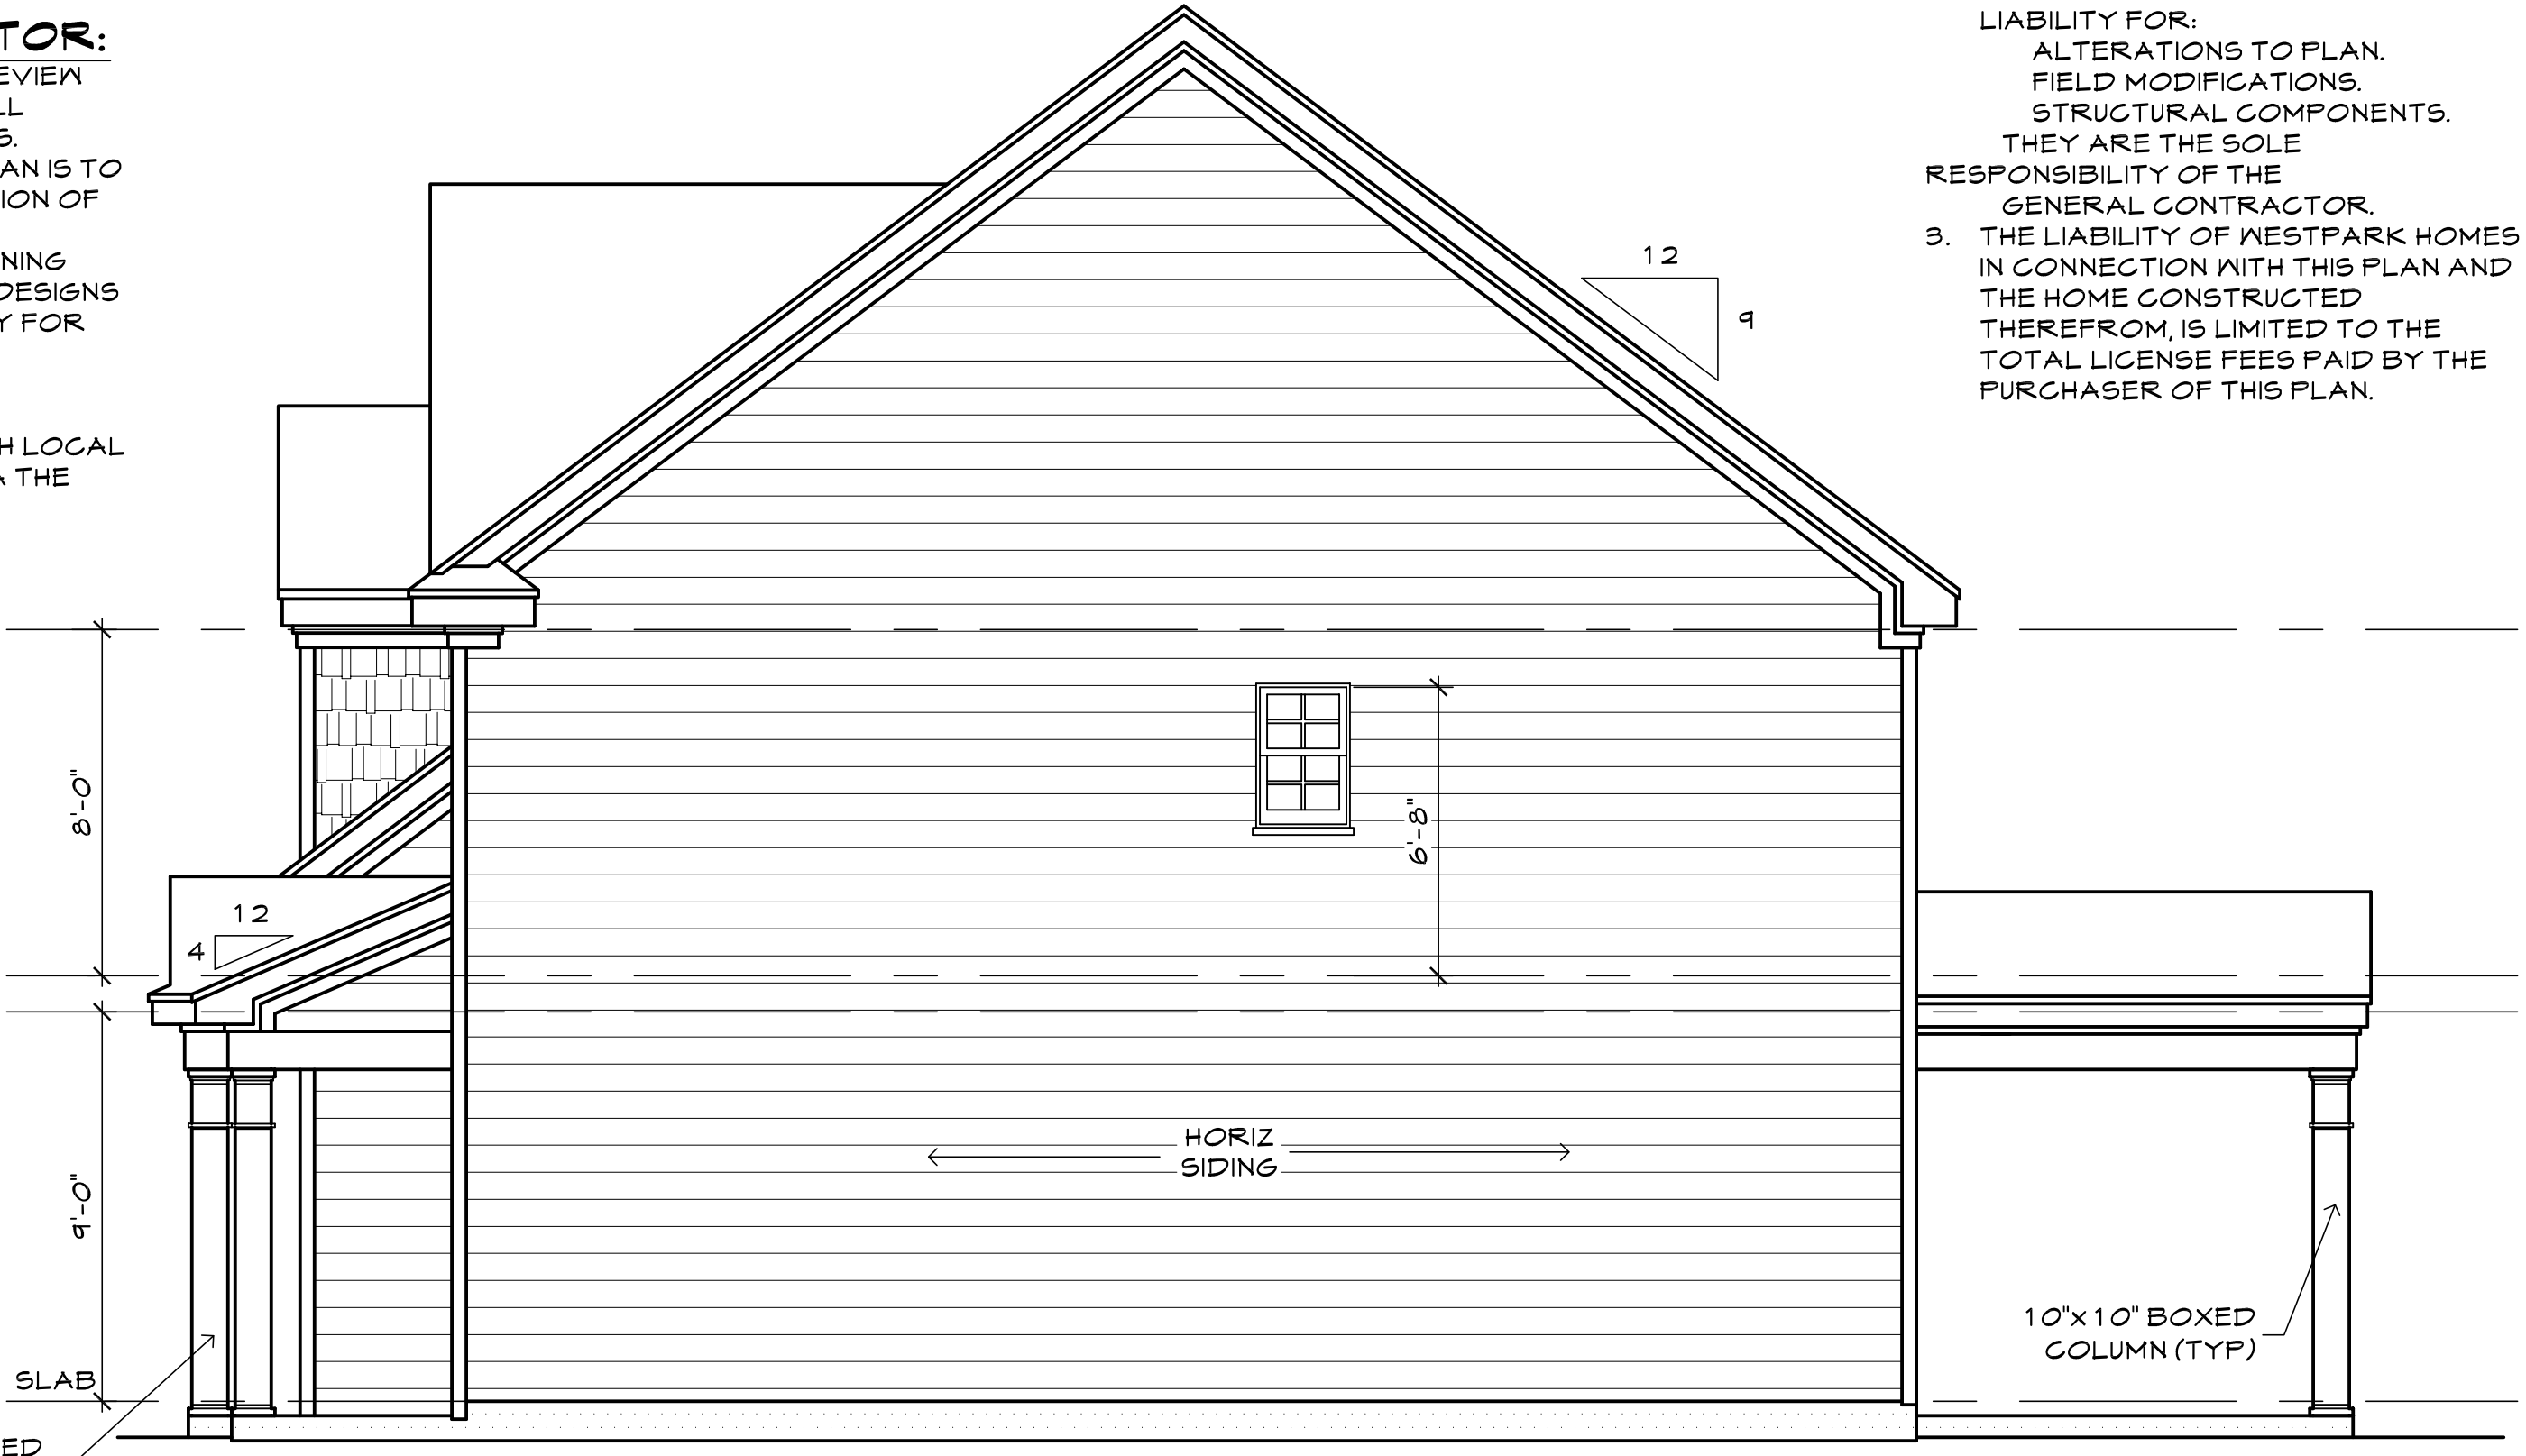 TOR:
EVIEW
LL
S.
AN IS TO
ION OF
NING
DESIGNS
Y FOR
H LOCAL
A THE
LIABILITY FOR:
ALTERATIONS TO PLAN.
FIELD MODIFICATIONS.
STRUCTURAL COMPONENTS.
THEY ARE THE SOLE
RESPONSIBILITY OF THE
GENERAL CONTRACTOR.
3. THE LIABILITY OF WESTPARK HOMES
IN CONNECTION WITH THIS PLAN AND
THE HOME CONSTRUCTED
THEREFROM, IS LIMITED TO THE
TOTAL LICENSE FEES PAID BY THE
PURCHASER OF THIS PLAN.
12
9
8'-0"
6'-8"
12
4
9'-0"
HORIZ
SIDING
10"x10" BOXED
COLUMN (TYP)
SLAB
ED